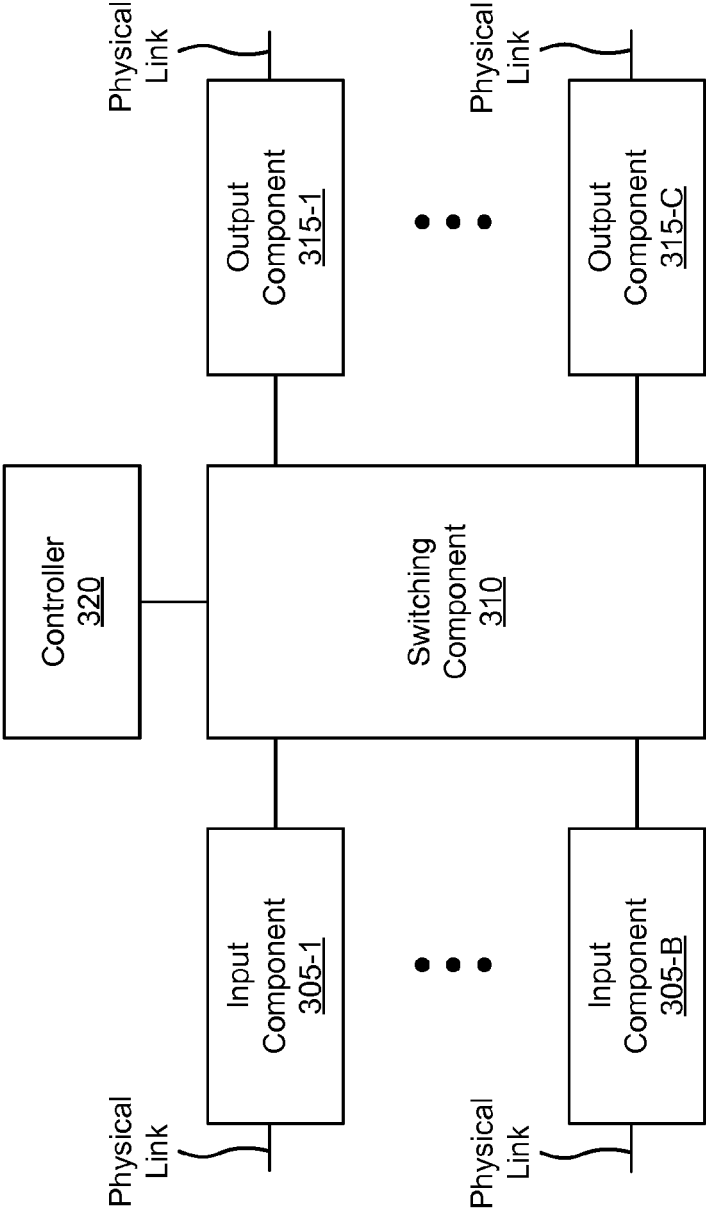 Controller
320
Physical
Link
Input
Component
305-1
Switching
Component
310
Output
Component
315-1
Physical
Link
Physical
Link
Input
Component
305-B
Output
Component
315-C
Physical
Link